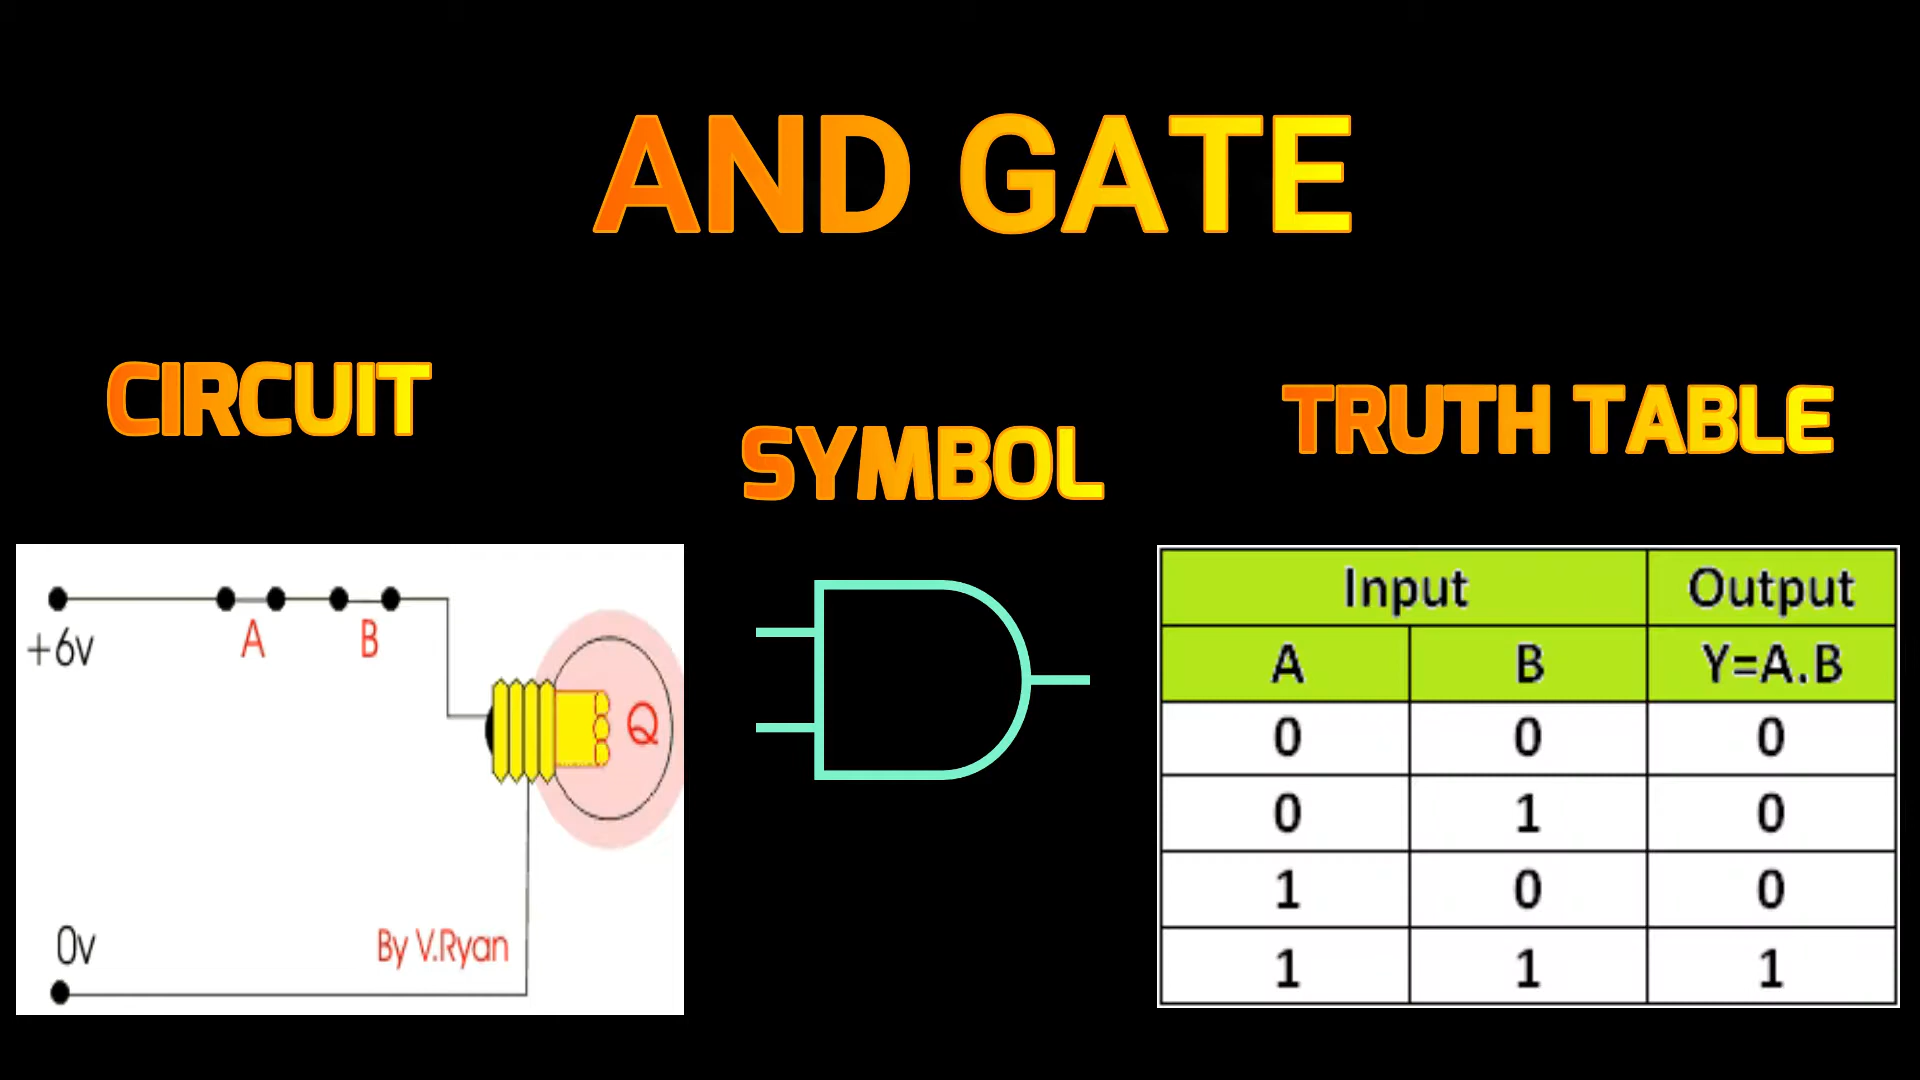 AND GATE
CIRCUIT
SYMBOL
TRUTH TABLE
+6v
A
B
Q
0v
By V.Ryan
Input Output
A B Y=A.B
0 0 0
0 1 0
1 0 0
1 1 1